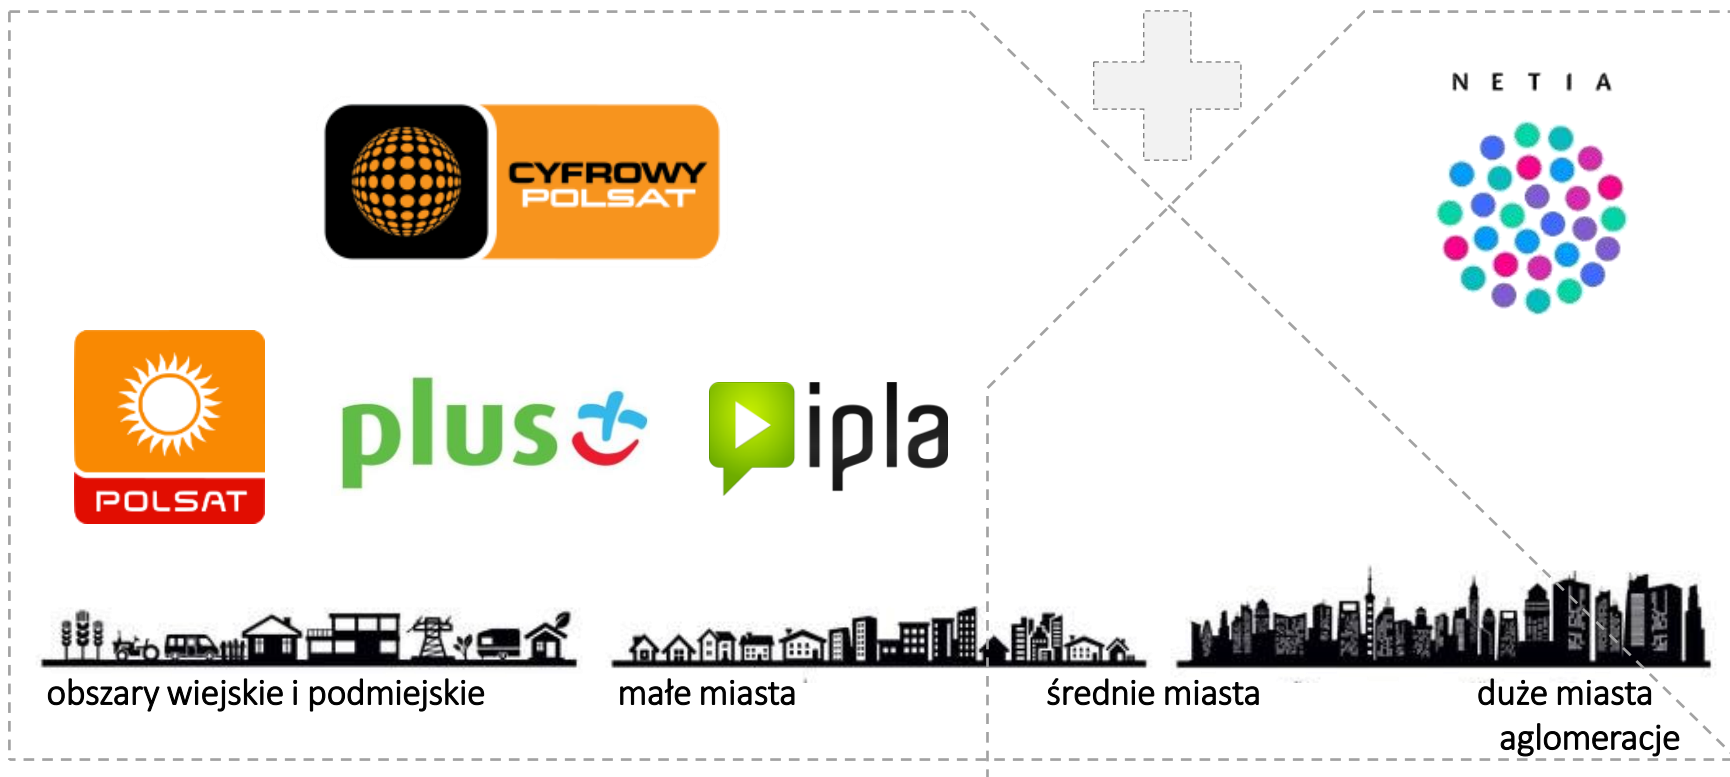 NETIA
CYFROWY
POLSAT
POLSAT
plus
ipla
obszary wiejskie i podmiejskie
małe miasta
średnie miasta
duże miasta
aglomeracje